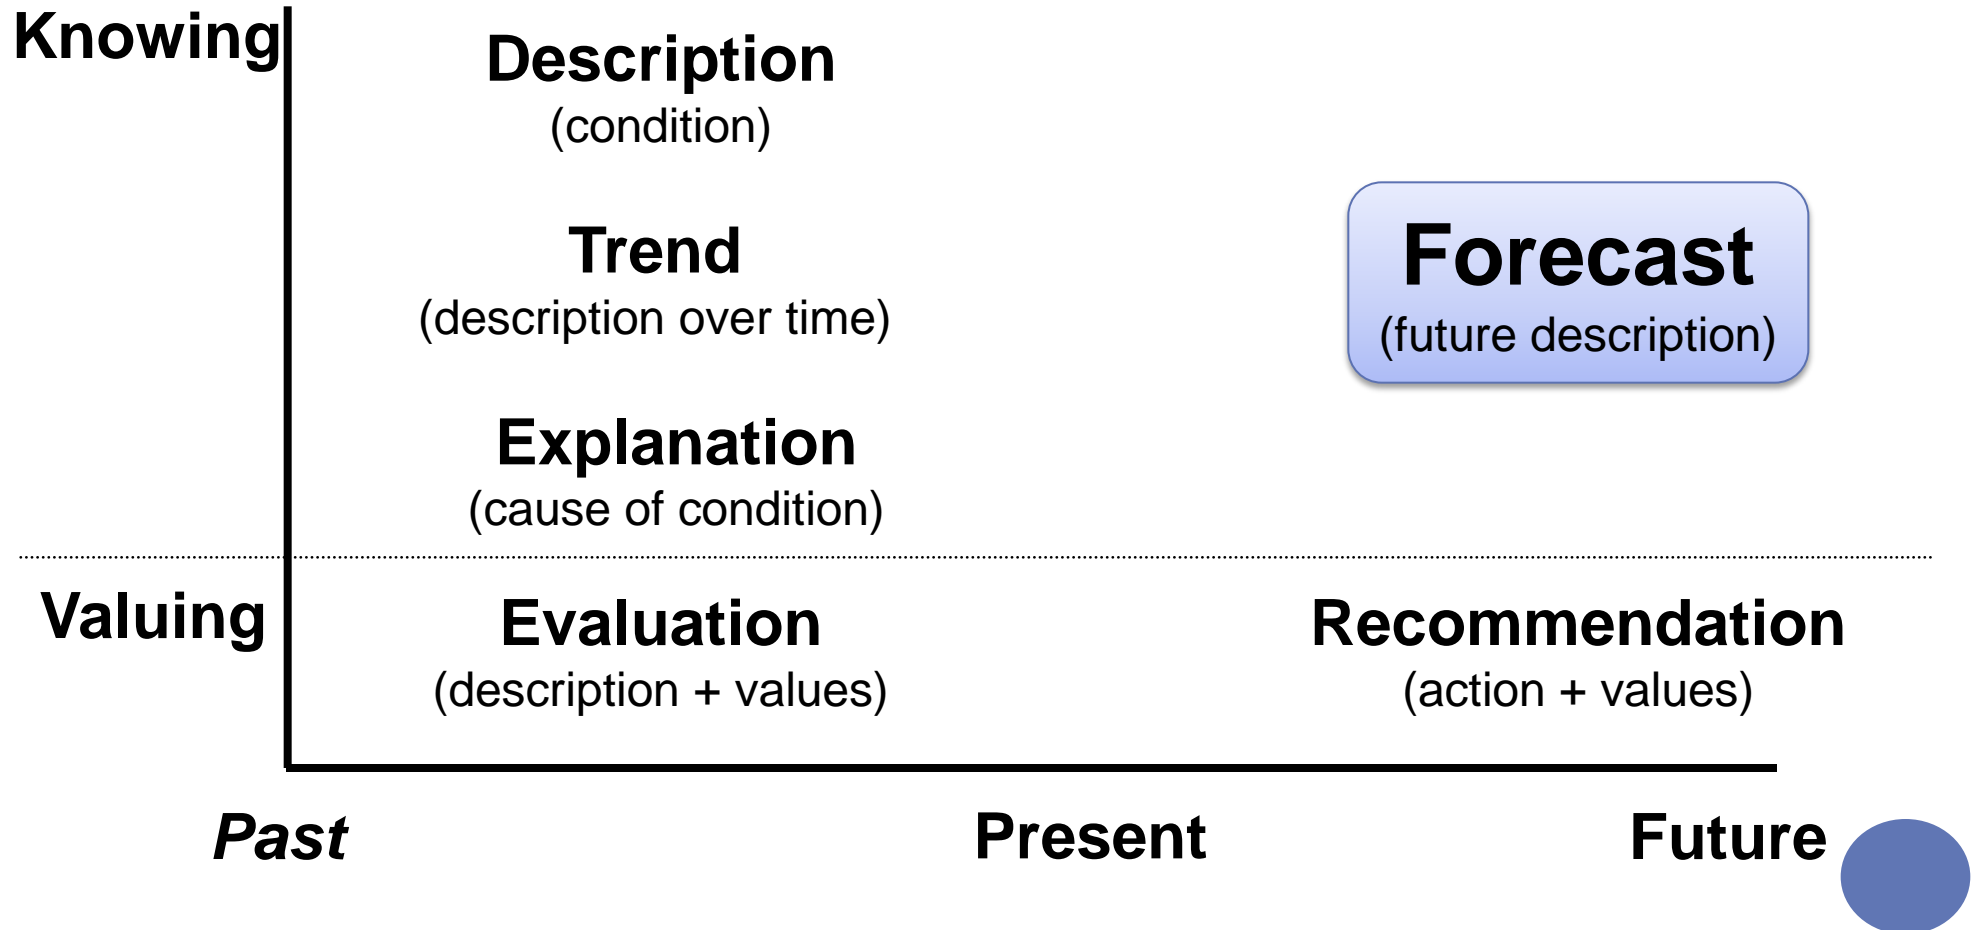 Knowing
Description
(condition)
Trend
(description over time)
Forecast
(future description)
Explanation
(cause of condition)
Valuing
Evaluation
(description + values)
Recommendation
(action + values)
Past
Present
Future